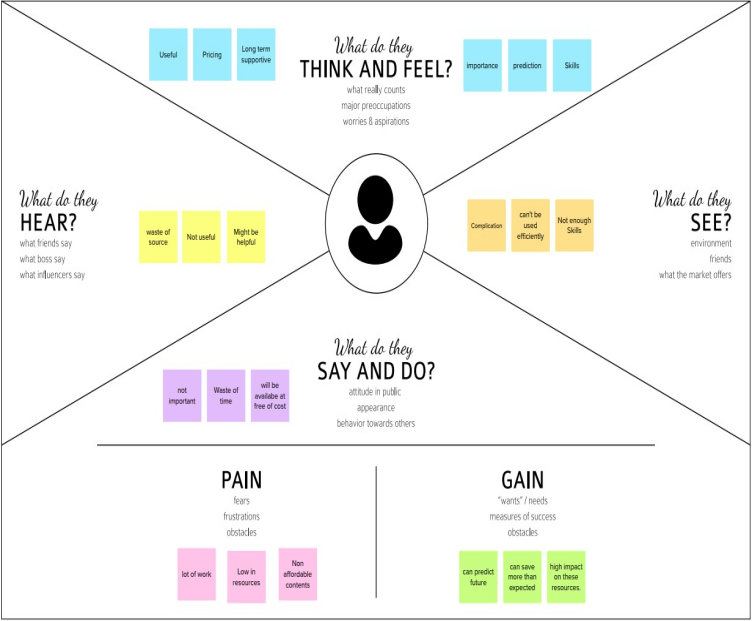 What do they
THINK AND FEEL?
what really counts
major preoccupations
worries & aspirations
Useful
Pricing
Long term
supportive
importance
prediction
Skills
What do they
HEAR?
what friends say
what boss say
what influencers say
waste of
source
Not useful
Might be
helpful
Complication
can't be
used
efficiently
Not enough
Skills
What do they
SEE?
environment
friends
what the market offers
What do they
SAY AND DO?
attitude in public
appearance
behavior towards others
not
important
Waste of
time
will be
availabe at
free of cost
PAIN
fears
frustrations
obstacles
lot of work
Low in
resources
Non
affordable
contents
GAIN
"wants" / needs
measures of success
obstacles
can predict
future
can save
more than
expected
high impact
on these
resources.